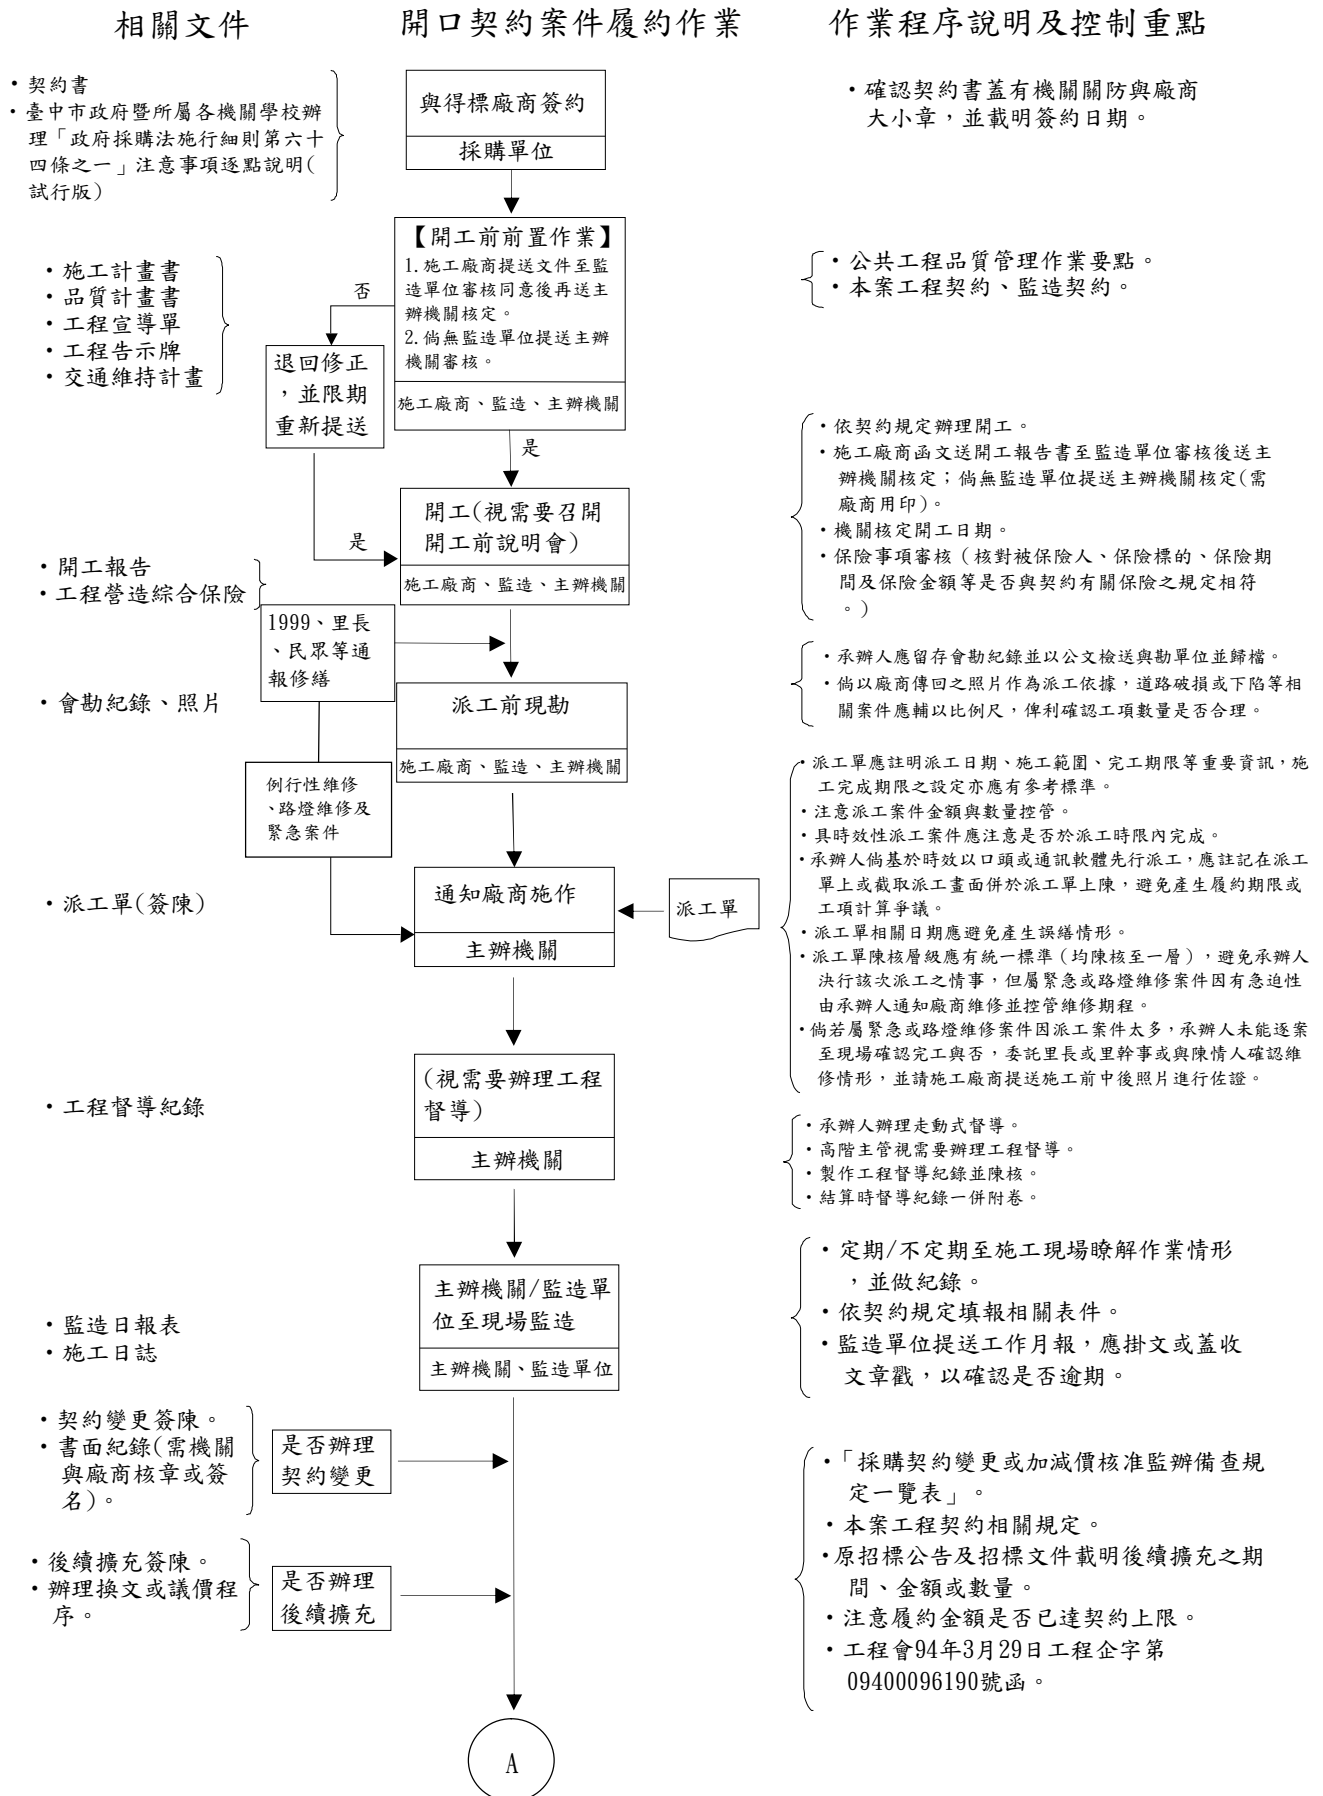 相關文件
開口契約案件履約作業
作業程序說明及控制重點
・契約書
・臺中市政府暨所屬各機關學校辦
理「政府採購法施行細則第六十
四條之一」注意事項逐點說明(
試行版)
與得標廠商簽約
採購單位
・確認契約書蓋有機關關防與廠商
大小章，並載明簽約日期。
・施工計畫書
・品質計畫書
・工程宣導單
・工程告示牌
・交通維持計畫
【開工前前置作業】
1.施工廠商提送文件至監
造單位審核同意後再送主
辦機關核定。
2.倘無監造單位提送主辦
機關審核。
施工廠商、監造、主辦機關
否
退回修正
，並限期
重新提送
是
是
・公共工程品質管理作業要點。
・本案工程契約、監造契約。
開工(視需要召開
開工前說明會)
施工廠商、監造、主辦機關
・開工報告
・工程營造綜合保險
・依契約規定辦理開工。
・施工廠商函文送開工報告書至監造單位審核後送主
辦機關核定；倘無監造單位提送主辦機關核定(需
廠商用印)。
・機關核定開工日期。
・保險事項審核（核對被保險人、保險標的、保險期
間及保險金額等是否與契約有關保險之規定相符
。）
1999、里長
、民眾等通
報修繕
・會勘紀錄、照片
派工前現勘
施工廠商、監造、主辦機關
・承辦人應留存會勘紀錄並以公文檢送與勘單位並歸檔。
・倘以廠商傳回之照片作為派工依據，道路破損或下陷等相
關案件應輔以比例尺，俾利確認工項數量是否合理。
例行性維修
、路燈維修及
緊急案件
・派工單(簽陳)
通知廠商施作
主辦機關
派工單
・派工單應註明派工日期、施工範圍、完工期限等重要資訊，施
工完成期限之設定亦應有參考標準。
・注意派工案件金額與數量控管。
・具時效性派工案件應注意是否於派工時限內完成。
・承辦人倘基於時效以口頭或通訊軟體先行派工，應註記在派工
單上或截取派工畫面併於派工單上陳，避免產生履約期限或
工項計算爭議。
・派工單相關日期應避免產生誤繕情形。
・派工單陳核層級應有統一標準（均陳核至一層），避免承辦人
決行該次派工之情事，但屬緊急或路燈維修案件因有急迫性
由承辦人通知廠商維修並控管維修期程。
・倘若屬緊急或路燈維修案件因派工案件太多，承辦人未能逐案
至現場確認完工與否，委託里長或里幹事或與陳情人確認維
修情形，並請施工廠商提送施工前中後照片進行佐證。
・工程督導紀錄
(視需要辦理工程
督導)
主辦機關
・承辦人辦理走動式督導。
・高階主管視需要辦理工程督導。
・製作工程督導紀錄並陳核。
・結算時督導紀錄一併附卷。
・監造日報表
・施工日誌
主辦機關/監造單
位至現場監造
主辦機關、監造單位
・定期/不定期至施工現場瞭解作業情形
，並做紀錄。
・依契約規定填報相關表件。
・監造單位提送工作月報，應掛文或蓋收
文章戳，以確認是否逾期。
・契約變更簽陳。
・書面紀錄(需機關
與廠商核章或簽
名)。
是否辦理
契約變更
・後續擴充簽陳。
・辦理換文或議價程
序。
是否辦理
後續擴充
・「採購契約變更或加減價核准監辦備查規
定一覽表」。
・本案工程契約相關規定。
・原招標公告及招標文件載明後續擴充之期
間、金額或數量。
・注意履約金額是否已達契約上限。
・工程會94年3月29日工程企字第
09400096190號函。
A